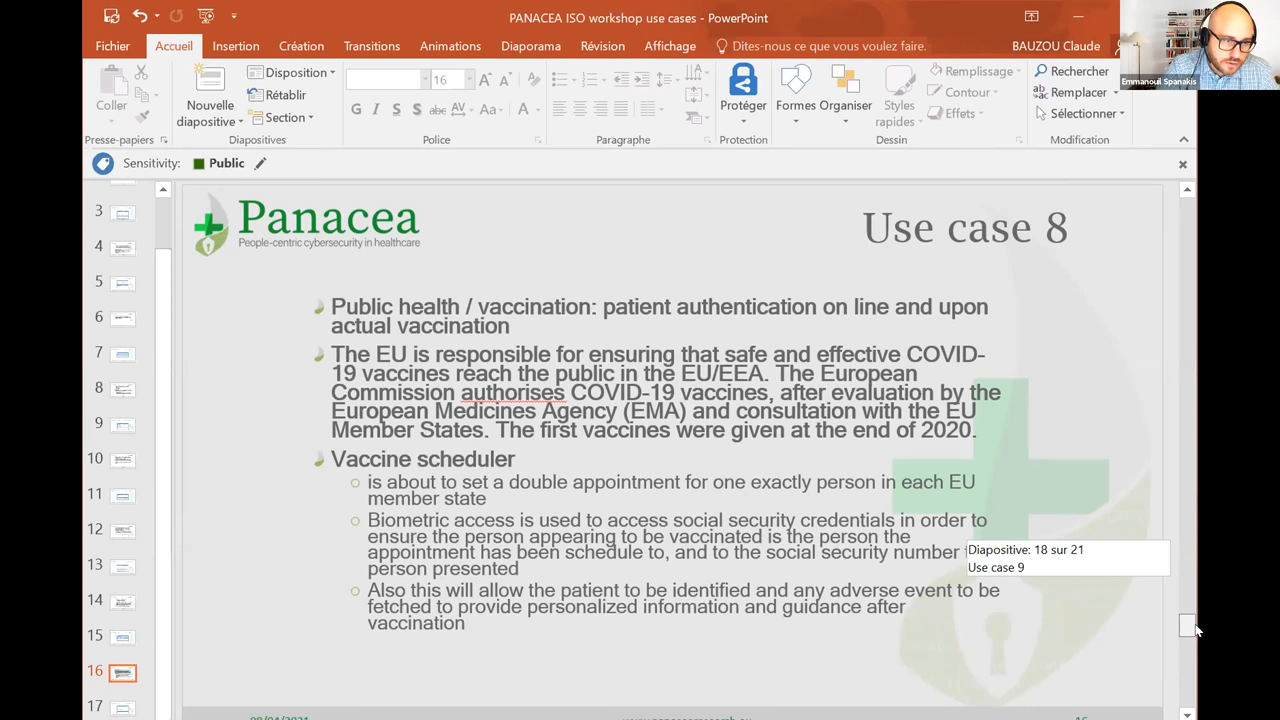 PANACEA ISO workshop use cases - PowerPoint
Fichier Accueil Insertion Création Transitions Animations Diaporama Révision Affichage Dites-nous ce que vous voulez faire. BAUZOU Claude
Emmanouil Spanakis
Coller
Presse-papiers
Nouvelle
diapositive
Disposition
Rétablir
Section
Diapositives
16
G I S S abc AV Aa A
Police
Paragraphe
Protéger
Protection
Formes Organiser Styles
rapides
Remplissage
Contour
Effets
Dessin
Rechercher
Remplacer
Sélectionner
Modification
Sensitivity: Public
3
4
5
6
7
8
9
10
11
12
13
14
15
16
17
Panacea
People-centric cybersecurity in healthcare
Use case 8
Public health / vaccination: patient authentication on line and upon
actual vaccination
The EU is responsible for ensuring that safe and effective COVID-
19 vaccines reach the public in the EU/EEA. The European
Commission authorises COVID-19 vaccines, after evaluation by the
European Medicines Agency (EMA) and consultation with the EU
Member States. The first vaccines were given at the end of 2020.
Vaccine scheduler
is about to set a double appointment for one exactly person in each EU
member state
Biometric access is used to access social security credentials in order to
ensure the person appearing to be vaccinated is the person the
appointment has been schedule to, and to the social security number
person presented
Also this will allow the patient to be identified and any adverse event to be
fetched to provide personalized information and guidance after
vaccination
Diapositive: 18 sur 21
Use case 9